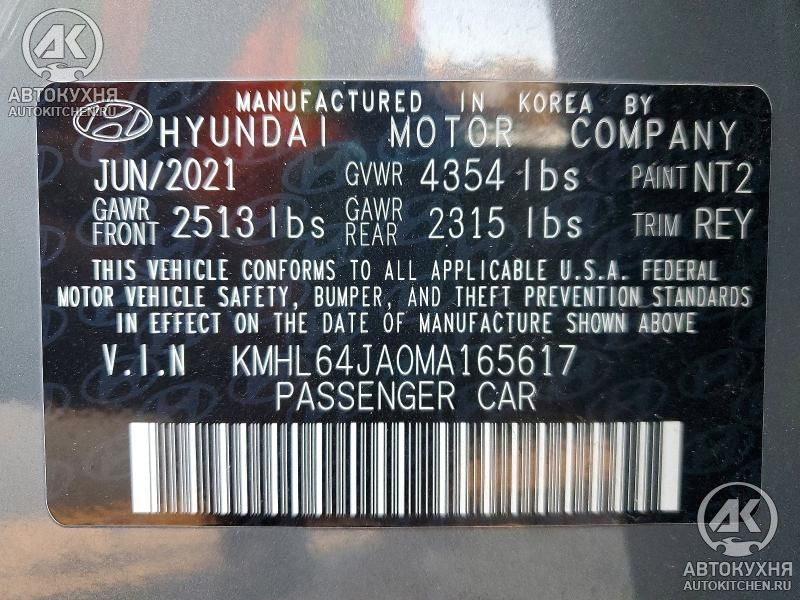 АВТОКУХНЯ
AUTOKITCHEN.RU
MANUFACTURED IN KOREA BY
HYUNDAI MOTOR COMPANY
JUN/2021 GVWR 4354 lbs PAINT NT2
GAWR FRONT 2513 lbs GAWR REAR 2315 lbs TRIM REY
THIS VEHICLE CONFORMS TO ALL APPLICABLE U.S.A. FEDERAL
MOTOR VEHICLE SAFETY, BUMPER, AND THEFT PREVENTION STANDARDS
IN EFFECT ON THE DATE OF MANUFACTURE SHOWN ABOVE.
V.I.N KMHL64JA0MA165617
PASSENGER CAR
АВТОКУХНЯ
AUTOKITCHEN.RU